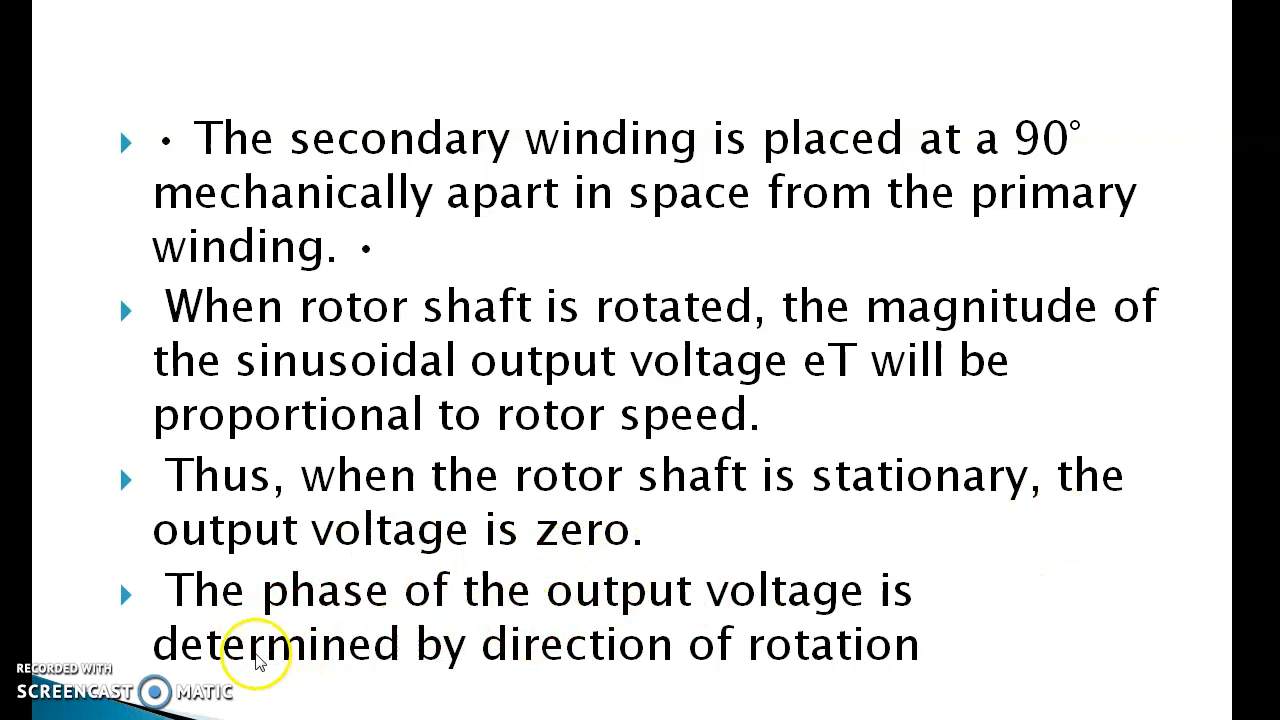 • The secondary winding is placed at a 90°
mechanically apart in space from the primary
winding. •
When rotor shaft is rotated, the magnitude of
the sinusoidal output voltage eT will be
proportional to rotor speed.
Thus, when the rotor shaft is stationary, the
output voltage is zero.
The phase of the output voltage is
determined by direction of rotation
RECORDED WITH
SCREENCAST MATIC